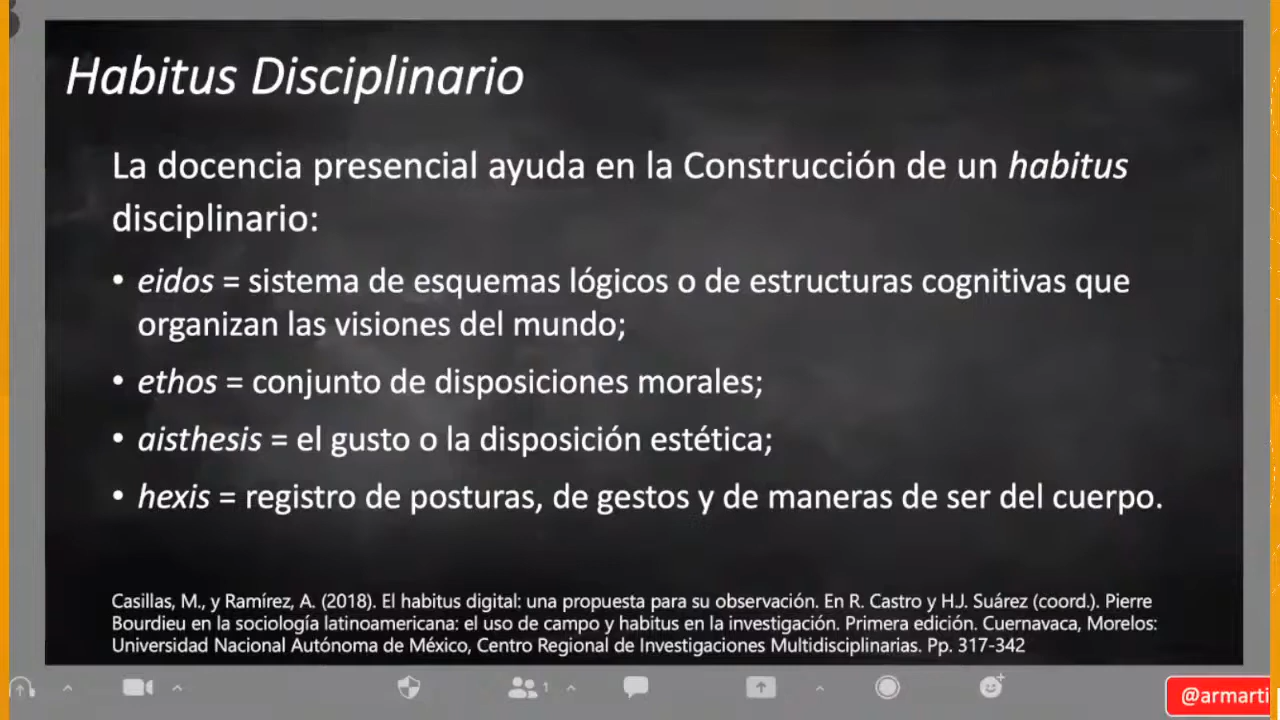 Habitus Disciplinario
La docencia presencial ayuda en la Construcción de un habitus
disciplinario:
• eidos = sistema de esquemas lógicos o de estructuras cognitivas que
organizan las visiones del mundo;
• ethos = conjunto de disposiciones morales;
• aisthesis = el gusto o la disposición estética;
• hexis = registro de posturas, de gestos y de maneras de ser del cuerpo.
Casillas, M., y Ramírez, A. (2018). El habitus digital: una propuesta para su observación. En R. Castro y H.J. Suárez (coord.). Pierre
Bourdieu en la sociología latinoamericana: el uso de campo y habitus en la investigación. Primera edición. Cuernavaca, Morelos:
Universidad Nacional Autónoma de México, Centro Regional de Investigaciones Multidisciplinarias. Pp. 317-342
1
@armarti